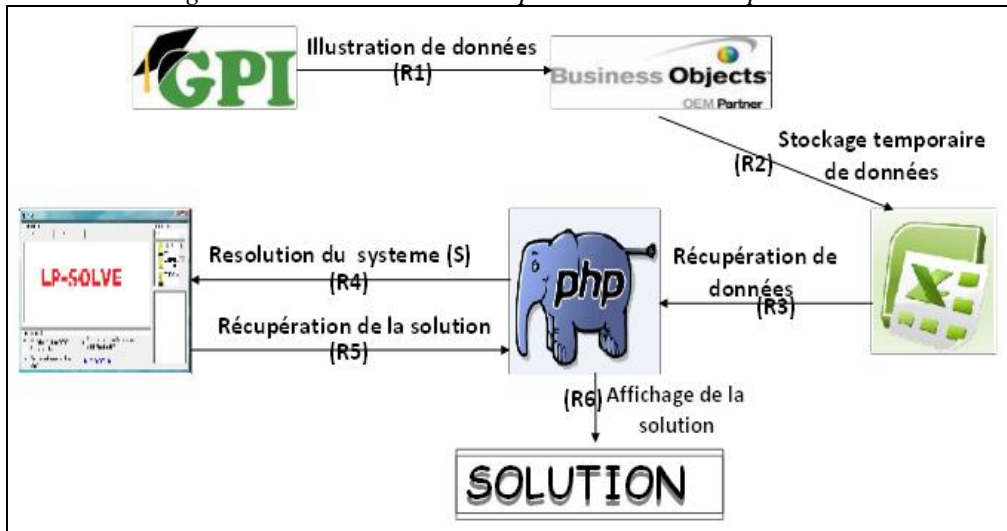 Illustration de données
(R1)
GPI
Business Objects
OEM Partner
Stockage temporaire
de données
(R2)
LP-SOLVE
Resolution du systeme (S)
(R4)
php
Récupération de
données
(R3)
Récupération de la solution
(R5)
(R6)
Affichage de la
solution
SOLUTION